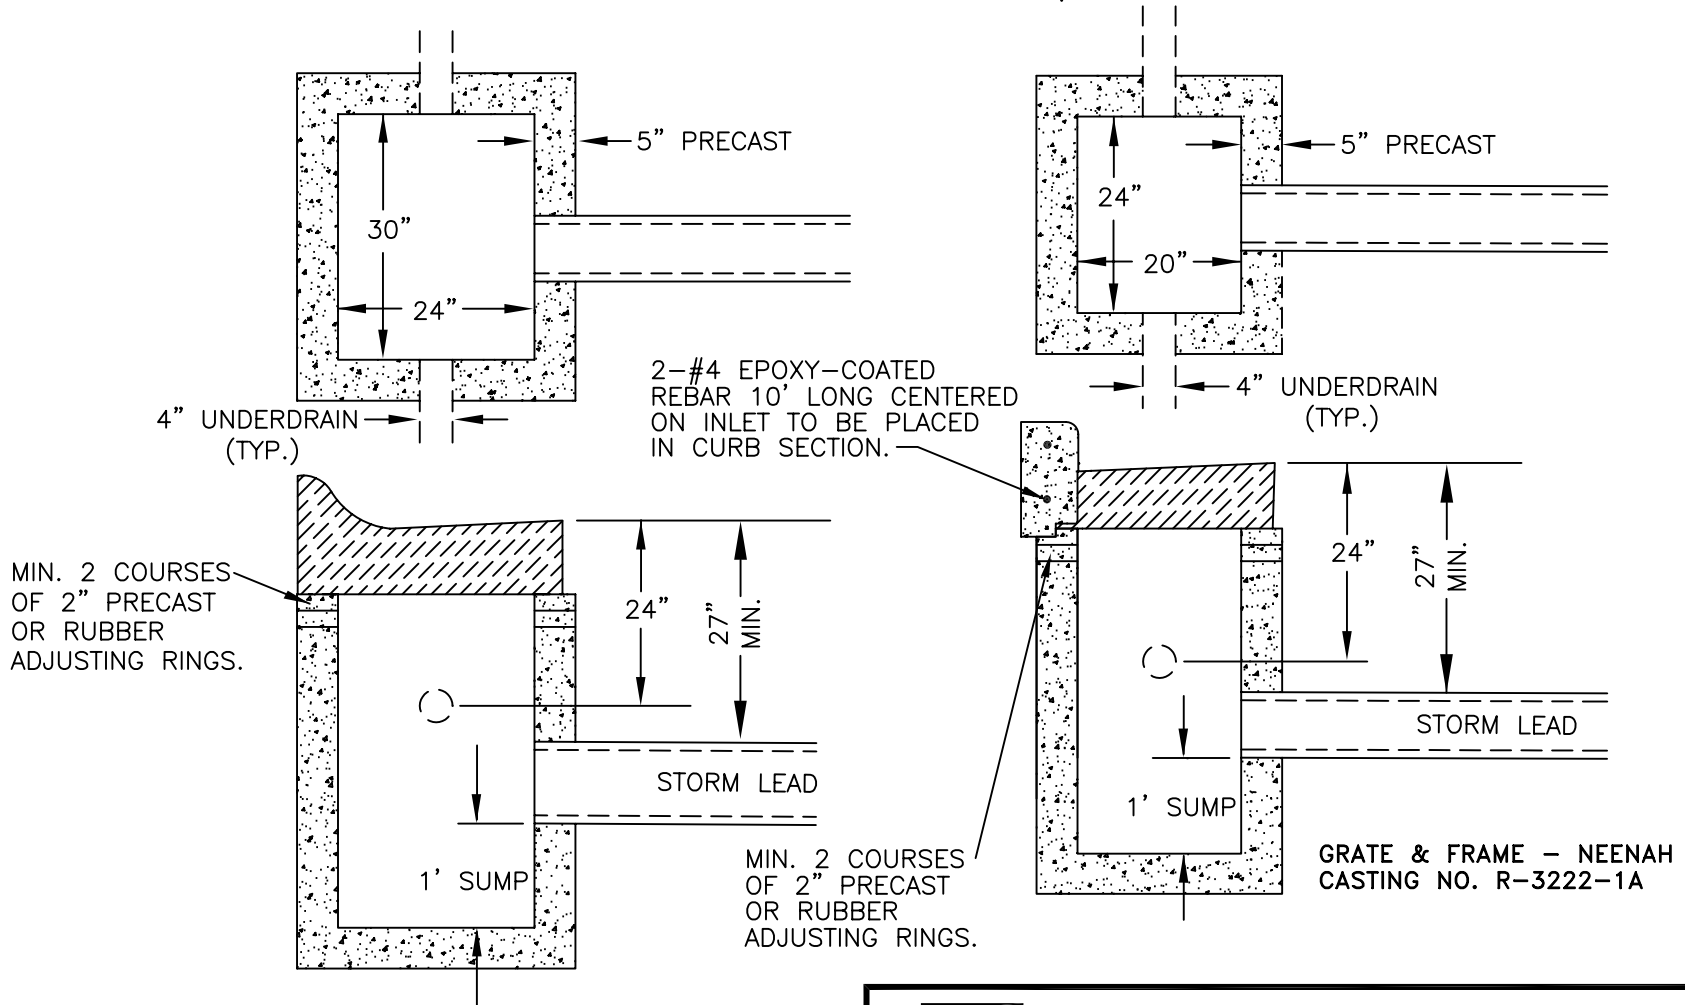 5” PRECAST
30”
24”
4” UNDERDRAIN
(TYP.)
5” PRECAST
24”
20”
4” UNDERDRAIN
(TYP.)
2-#4 EPOXY-COATED
REBAR 10’ LONG CENTERED
ON INLET TO BE PLACED
IN CURB SECTION.
MIN. 2 COURSES
OF 2” PRECAST
OR RUBBER
ADJUSTING RINGS.
24”
27”
MIN.
STORM LEAD
1’ SUMP
24”
27”
MIN.
STORM LEAD
1’ SUMP
MIN. 2 COURSES
OF 2” PRECAST
OR RUBBER
ADJUSTING RINGS.
GRATE & FRAME – NEENAH
CASTING NO. R-3222-1A